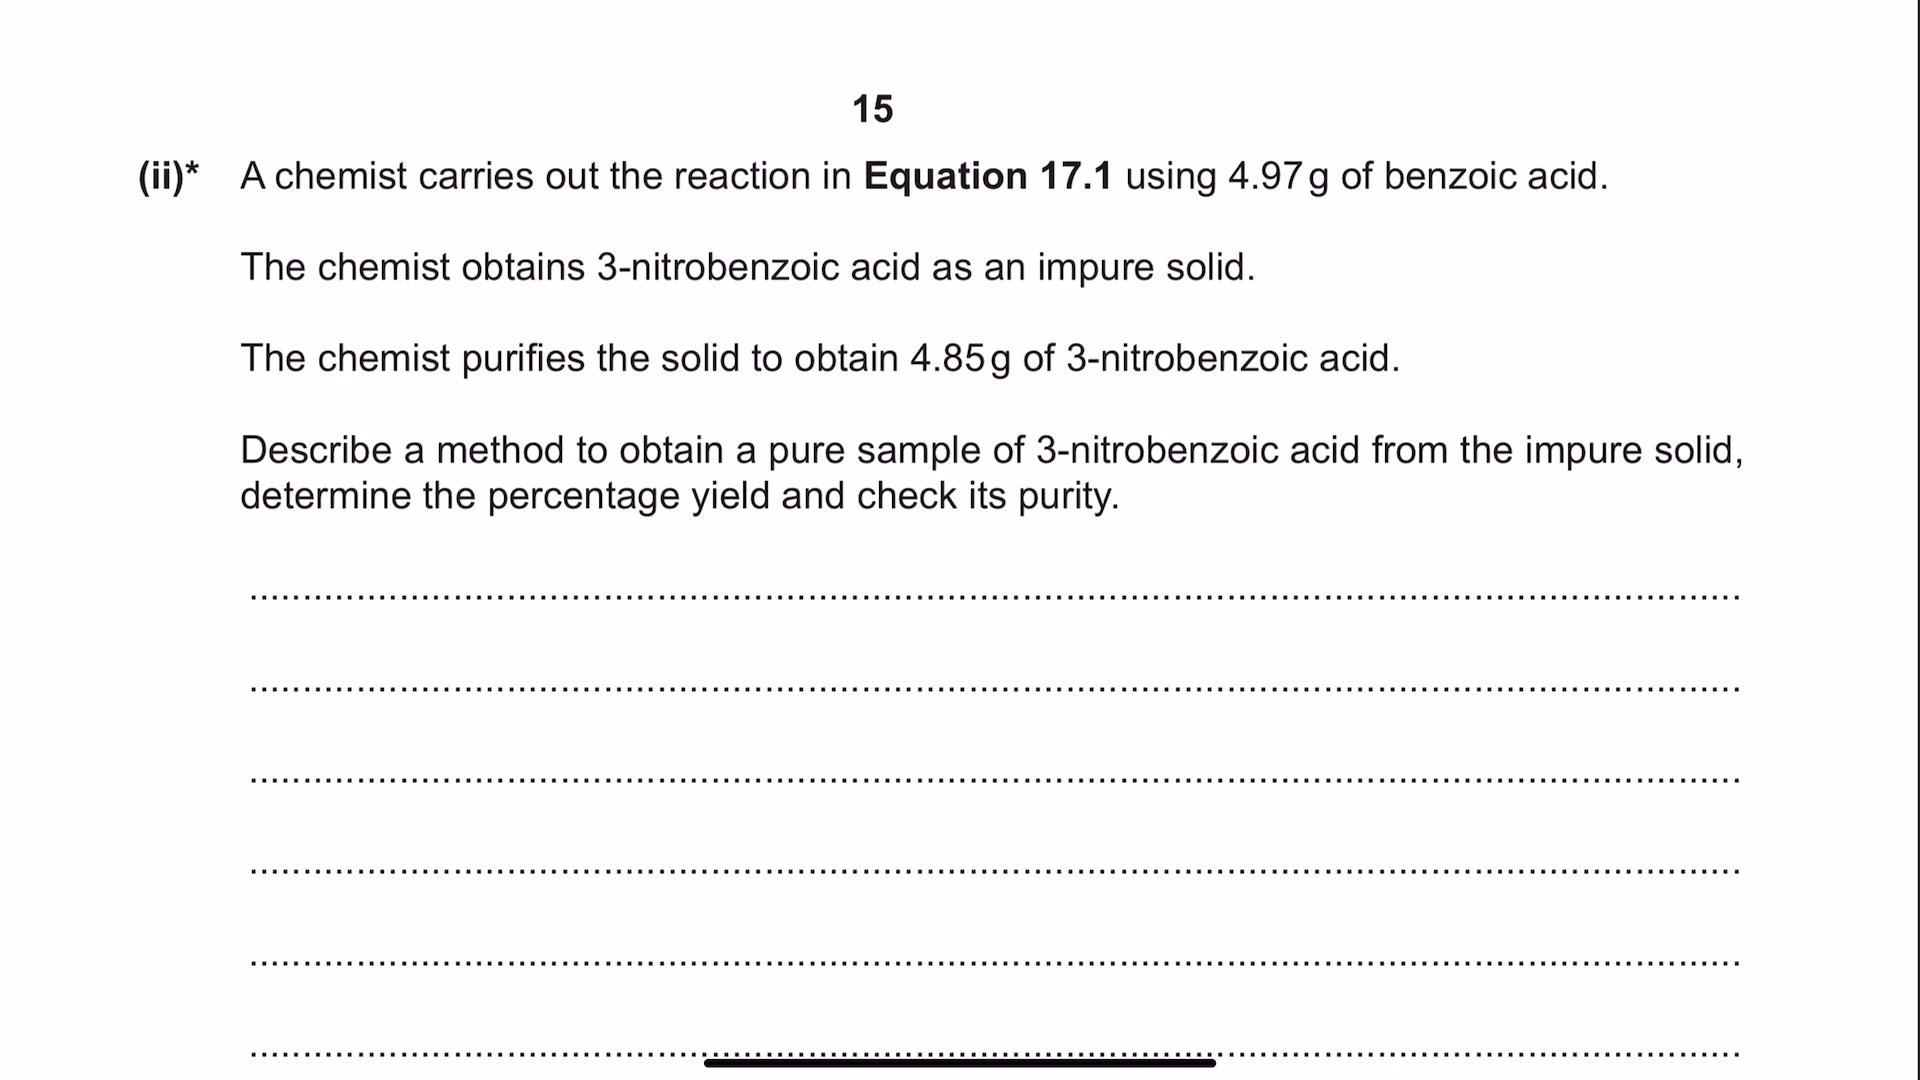 15
(ii)* A chemist carries out the reaction in Equation 17.1 using 4.97 g of benzoic acid.
The chemist obtains 3-nitrobenzoic acid as an impure solid.
The chemist purifies the solid to obtain 4.85 g of 3-nitrobenzoic acid.
Describe a method to obtain a pure sample of 3-nitrobenzoic acid from the impure solid,
determine the percentage yield and check its purity.